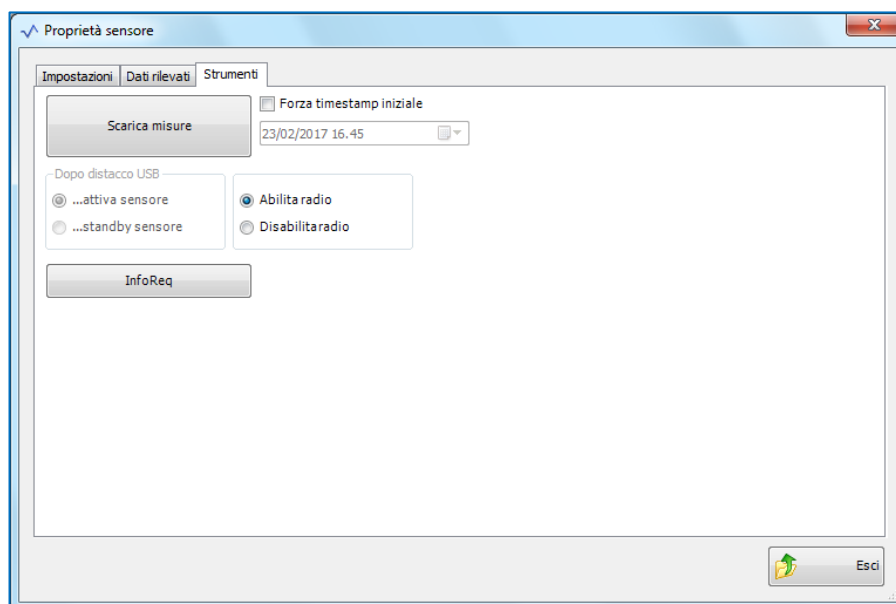 Proprietà sensore
Impostazioni Dati rilevati Strumenti
Scarica misure
Forza timestamp iniziale
23/02/2017 16.45
Dopo distacco USB
...attiva sensore
...standby sensore
Abilita radio
Disabilita radio
InfoReq
Esci